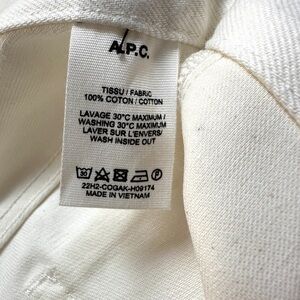 A.P.C.
TISSU / FABRIC
100% COTON / COTTON
LAVAGE 30°C MAXIMUM /
WASHING 30°C MAXIMUM
LAVER SUR L'ENVERS/
WASH INSIDE OUT
30 P
22H2-COGAK-H09174
MADE IN VIETNAM